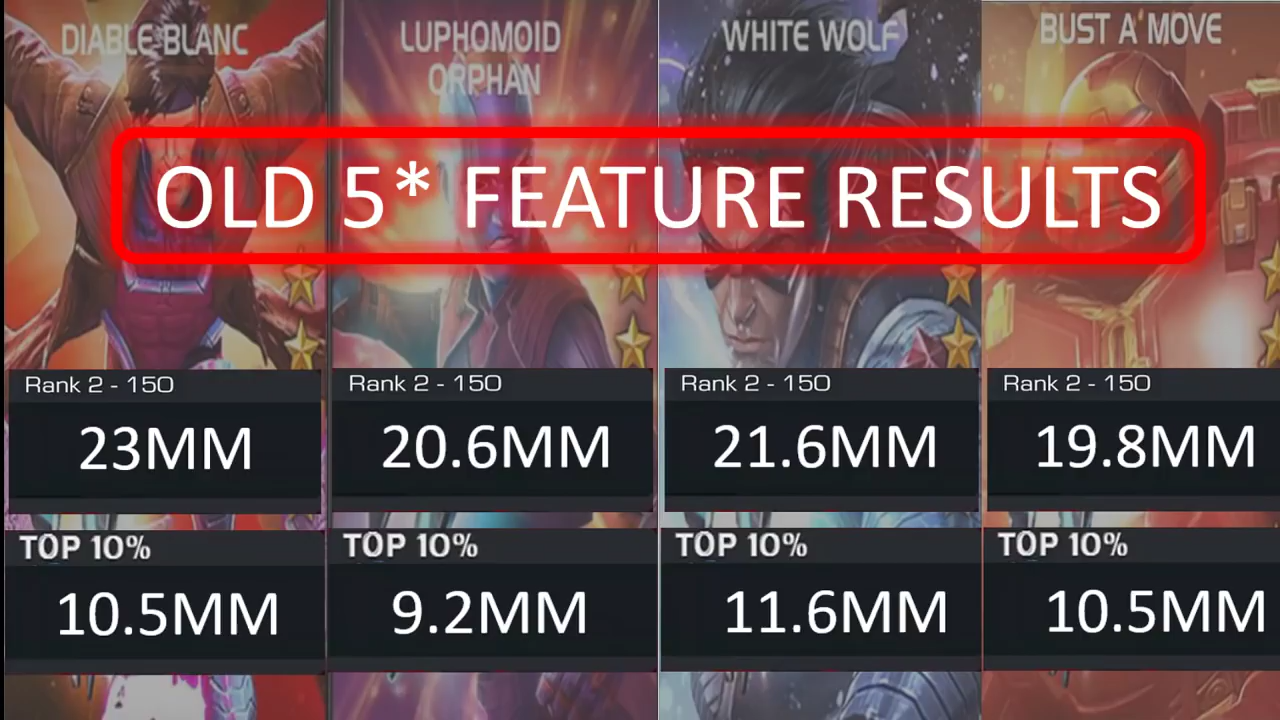 DIABLE BLANC
LUPHOMOID
ORPHAN
WHITE WOLF
BUST A' MOVE
OLD 5* FEATURE RESULTS
Rank 2 - 150
Rank 2 - 150
Rank 2 - 150
Rank 2 - 150
23MM
20.6MM
21.6MM
19.8MM
TOP 10%
TOP 10%
TOP 10%
TOP 10%
10.5MM
9.2MM
11.6MM
10.5MM